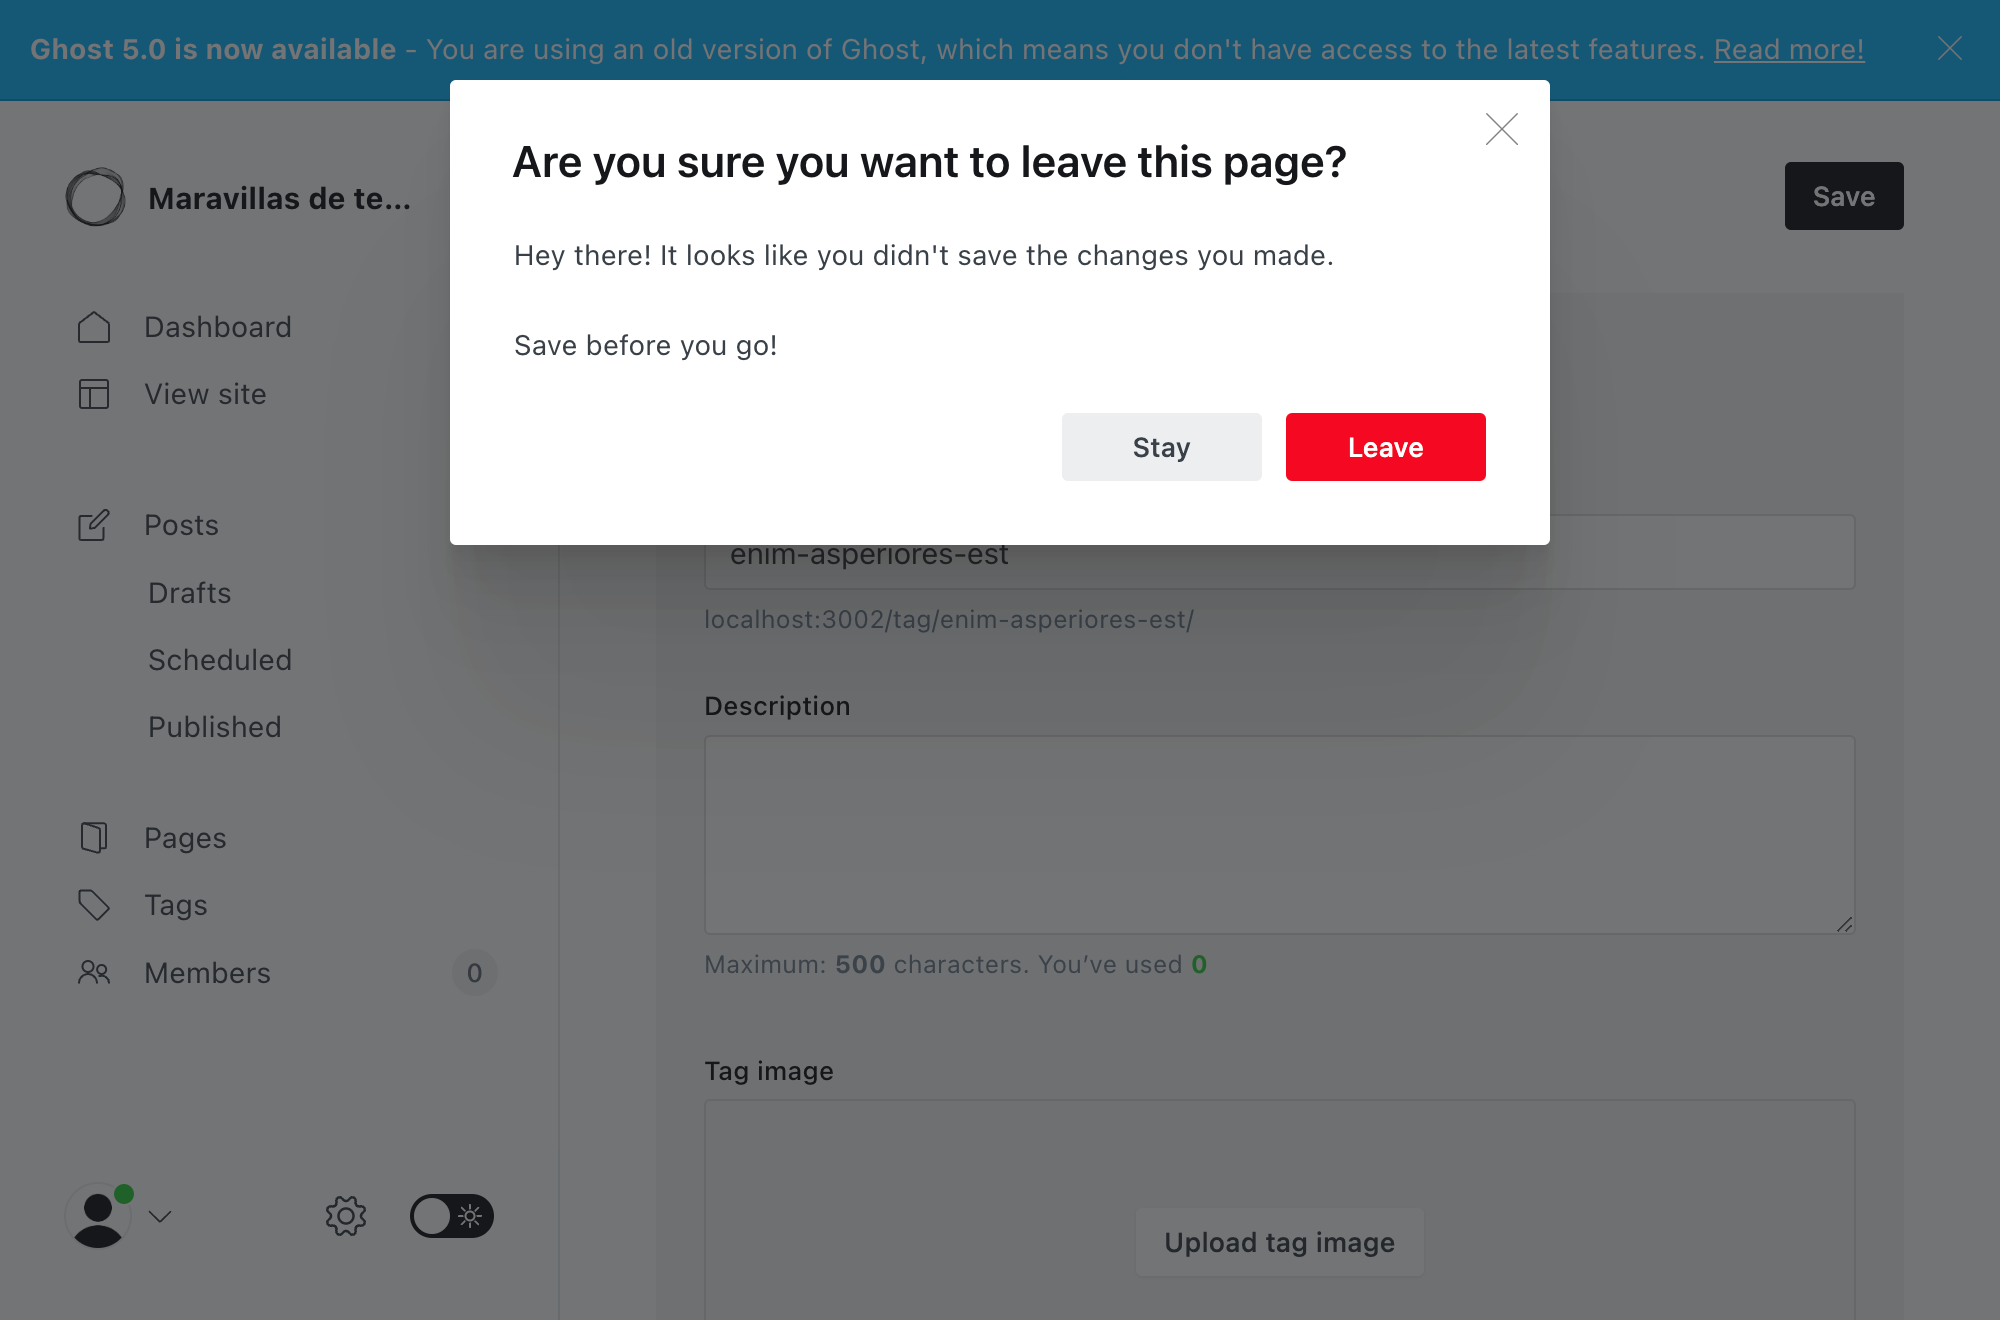 Ghost 5.0 is now available - You are using an old version of Ghost, which means you don't have access to the latest features. Read more!
Maravillas de te...
Save
Dashboard
View site
Posts
Drafts
Scheduled
Published
Pages
Tags
Members
0
Are you sure you want to leave this page?
Hey there! It looks like you didn't save the changes you made.
Save before you go!
Stay
Leave
enim-asperiores-est
localhost:3002/tag/enim-asperiores-est/
Description
Maximum: 500 characters. You’ve used 0
Tag image
Upload tag image